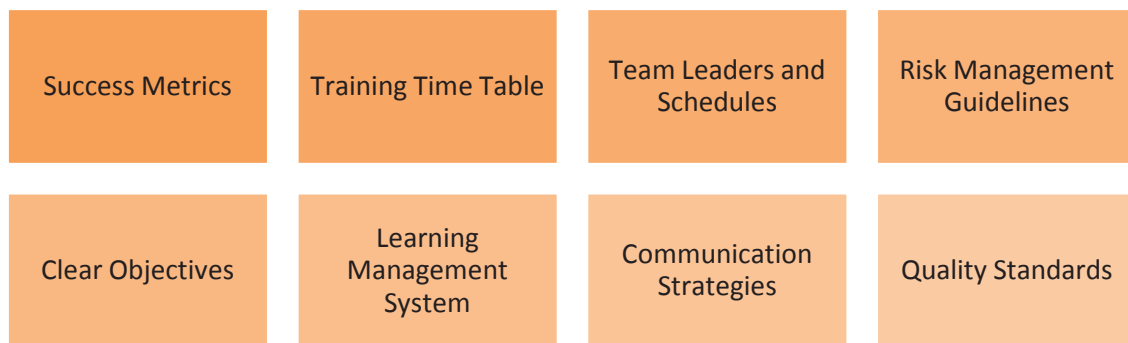 Success Metrics
Training Time Table
Team Leaders and
Schedules
Risk Management
Guidelines
Clear Objectives
Learning
Management
System
Communication
Strategies
Quality Standards